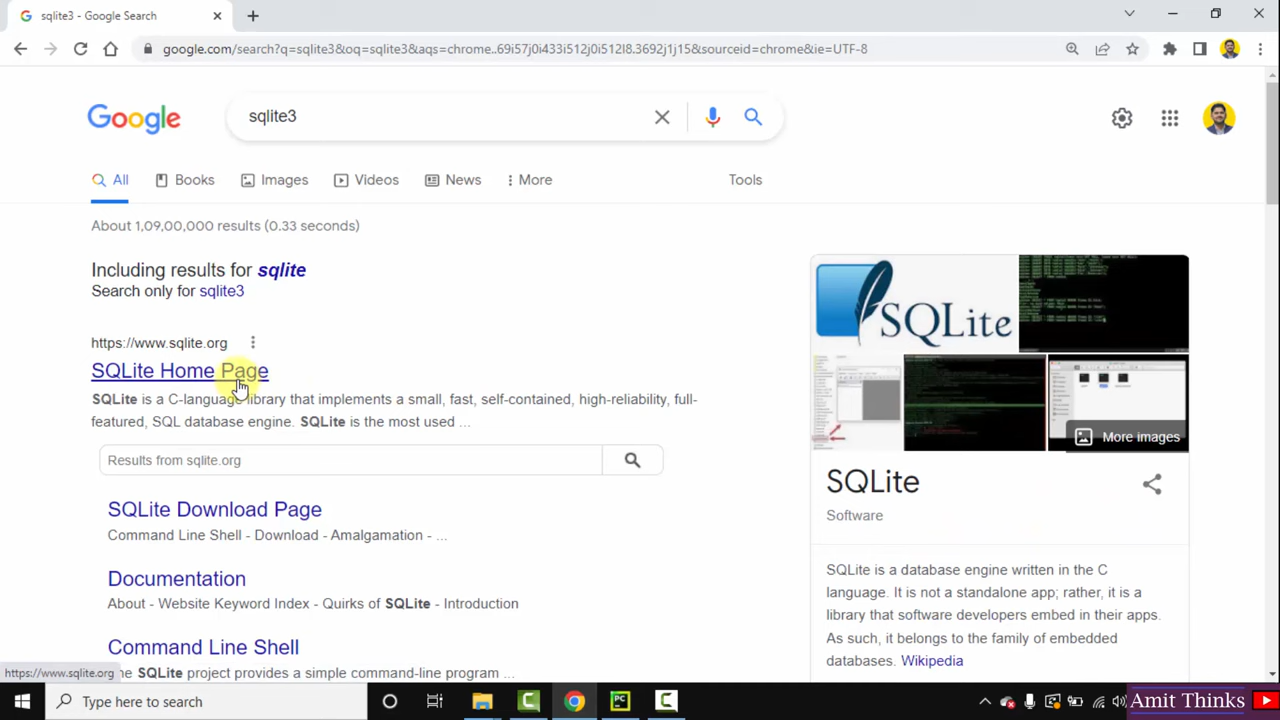 sqlite3 - Google Search
google.com/search?q=sqlite3&oq=sqlite3&aqs=chrome..69i57j0i433i512j0i512l8.3692j1j15&sourceid=chrome&ie=UTF-8
Google
sqlite3
All
Books
Images
Videos
News
More
Tools
About 1,09,00,000 results (0.33 seconds)
Including results for sqlite
Search only for sqlite3
https://www.sqlite.org
SQLite Home Page
SQLite is a C-language library that implements a small, fast, self-contained, high-reliability, full-
featured, SQL database engine. SQLite is the most used ...
Results from sqlite.org
SQLite Download Page
Command Line Shell - Download - Amalgamation - ...
Documentation
About - Website Keyword Index - Quirks of SQLite - Introduction
Command Line Shell
The SQLite project provides a simple command-line program ...
SQLite
More images
SQLite
Software
SQLite is a database engine written in the C
language. It is not a standalone app; rather, it is a
library that software developers embed in their apps.
As such, it belongs to the family of embedded
databases. Wikipedia
https://www.sqlite.org
Type here to search
PC
Amit Thinks